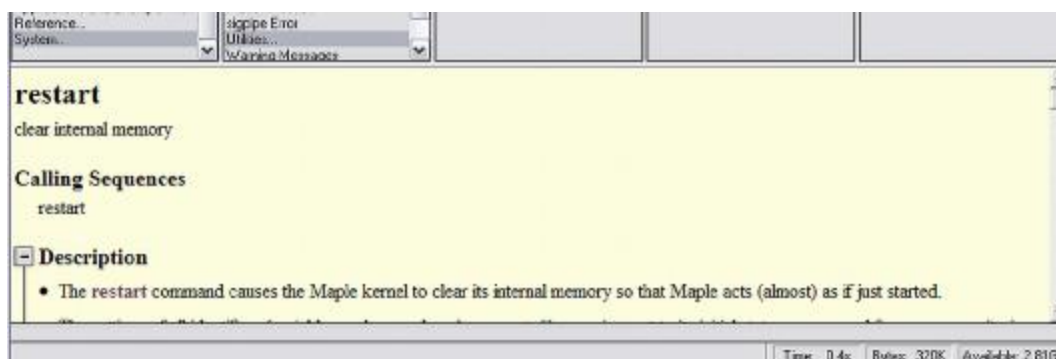 Reference...
sigpipe Error
System...
Utilities...
Warning Messages
restart
clear internal memory
Calling Sequences
restart
Description
• The restart command causes the Maple kernel to clear its internal memory so that Maple acts (almost) as if just started.
Time: 0.4s Bytes: 320K Available: 2.81G